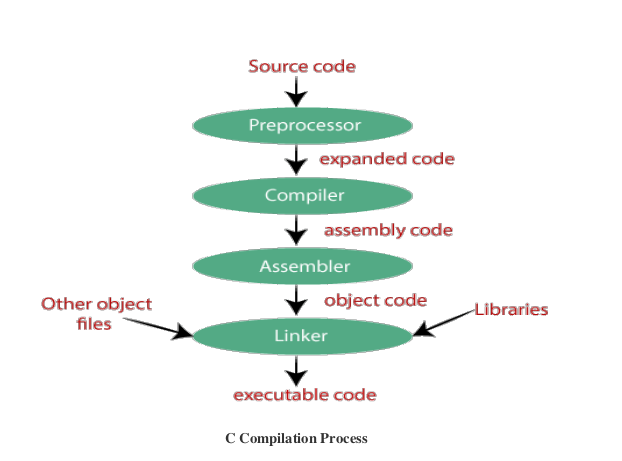 Source code
Preprocessor
expanded code
Compiler
assembly code
Assembler
object code
Other object
files
Libraries
Linker
executable code
C Compilation Process